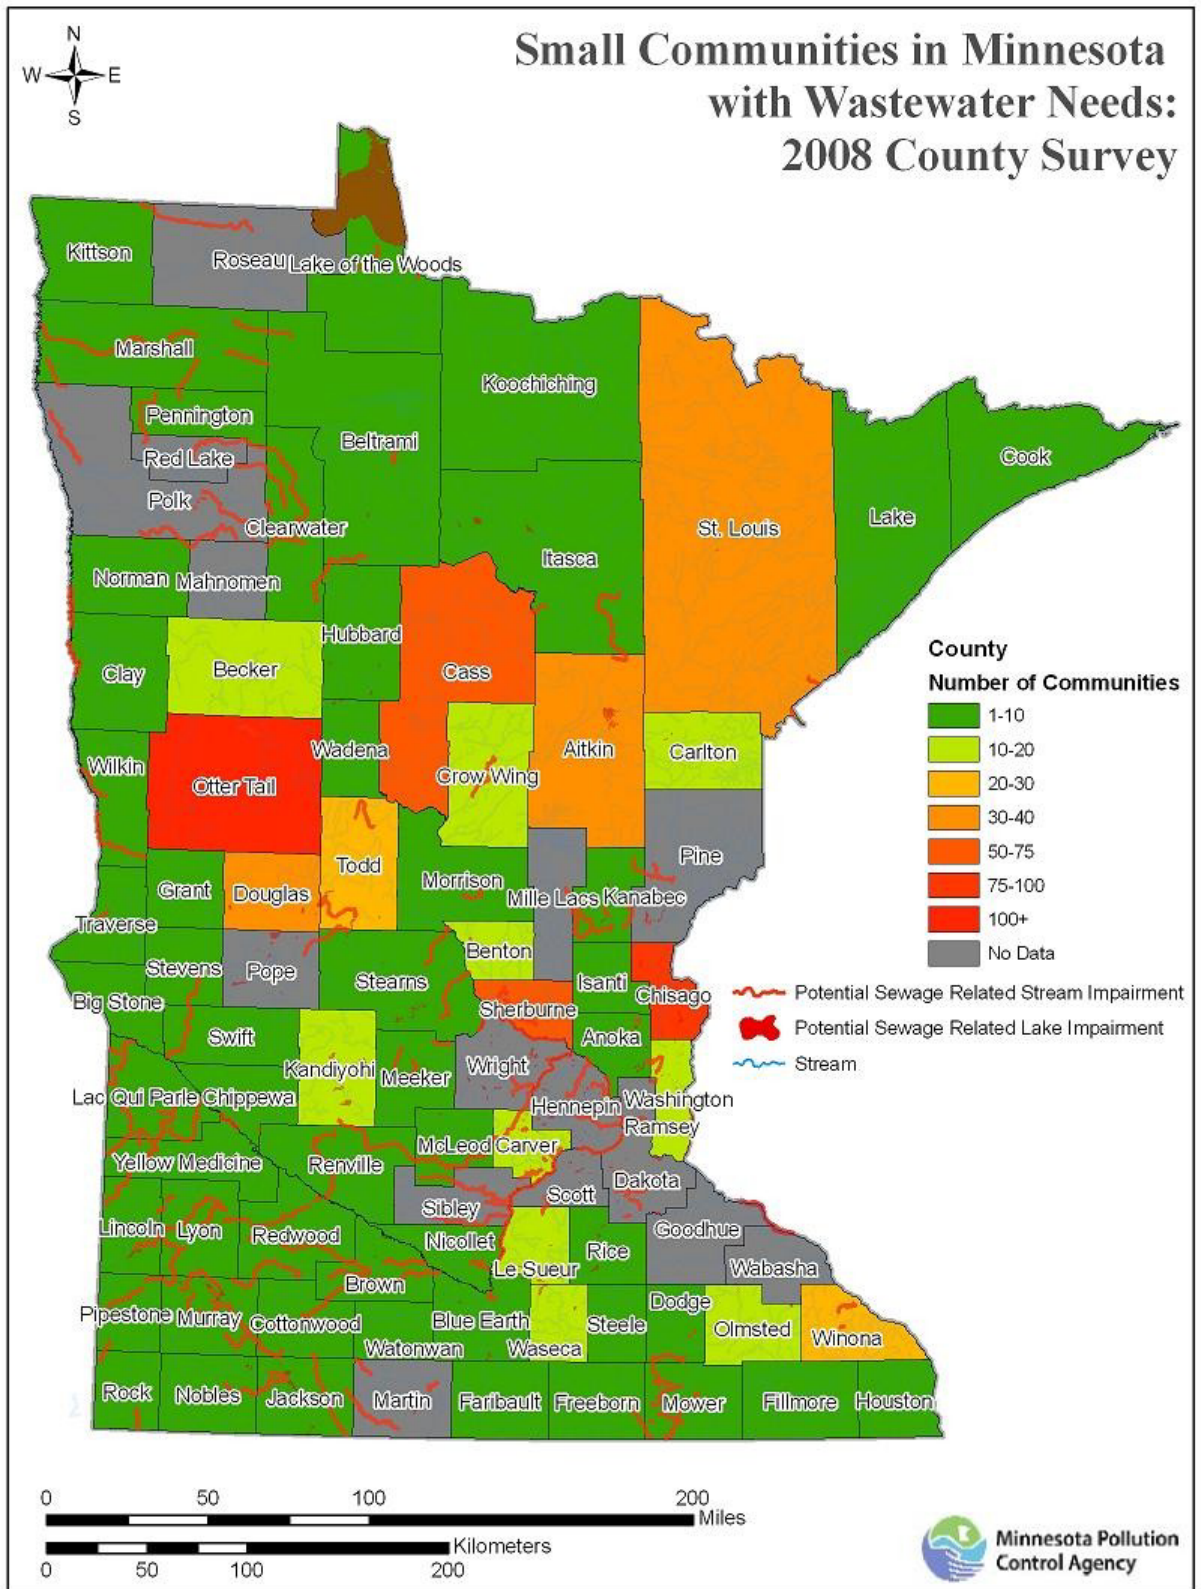 N
W E
S
Small Communities in Minnesota
with Wastewater Needs:
2008 County Survey
Kittson
Roseau
Lake of the Woods
Marshall
Koochiching
Pennington
Beltrami
Red Lake
Cook
Polk
Lake
Clearwater
St. Louis
Itasca
Norman
Mahnomen
Hubbard
Becker
Cass
Clay
Wadena
Aitkin
Carlton
Wilkin
Crow Wing
Otter Tail
Pine
Todd
Morrison
Grant
Douglas
Mille Lacs
Kanabec
Traverse
Benton
Stevens
Pope
Stearns
Isanti
Chisago
Big Stone
Sherburne
Swift
Anoka
Kandiyohi
Meeker
Wright
Lac Qui Parle
Chippewa
Hennepin
Washington
Ramsey
McLeod
Carver
Yellow Medicine
Renville
Dakota
Scott
Sibley
Lincoln
Lyon
Redwood
Nicollet
Goodhue
Rice
Le Sueur
Wabasha
Brown
Dodge
Pipestone
Murray
Cottonwood
Blue Earth
Steele
Olmsted
Winona
Watonwan
Waseca
Rock
Nobles
Jackson
Martin
Faribault
Freeborn
Mower
Fillmore
Houston
County
Number of Communities
1-10
10-20
20-30
30-40
50-75
75-100
100+
No Data
Potential Sewage Related Stream Impairment
Potential Sewage Related Lake Impairment
Stream
0 50 100 200
Miles
Kilometers
0 50 100 200
Minnesota Pollution
Control Agency